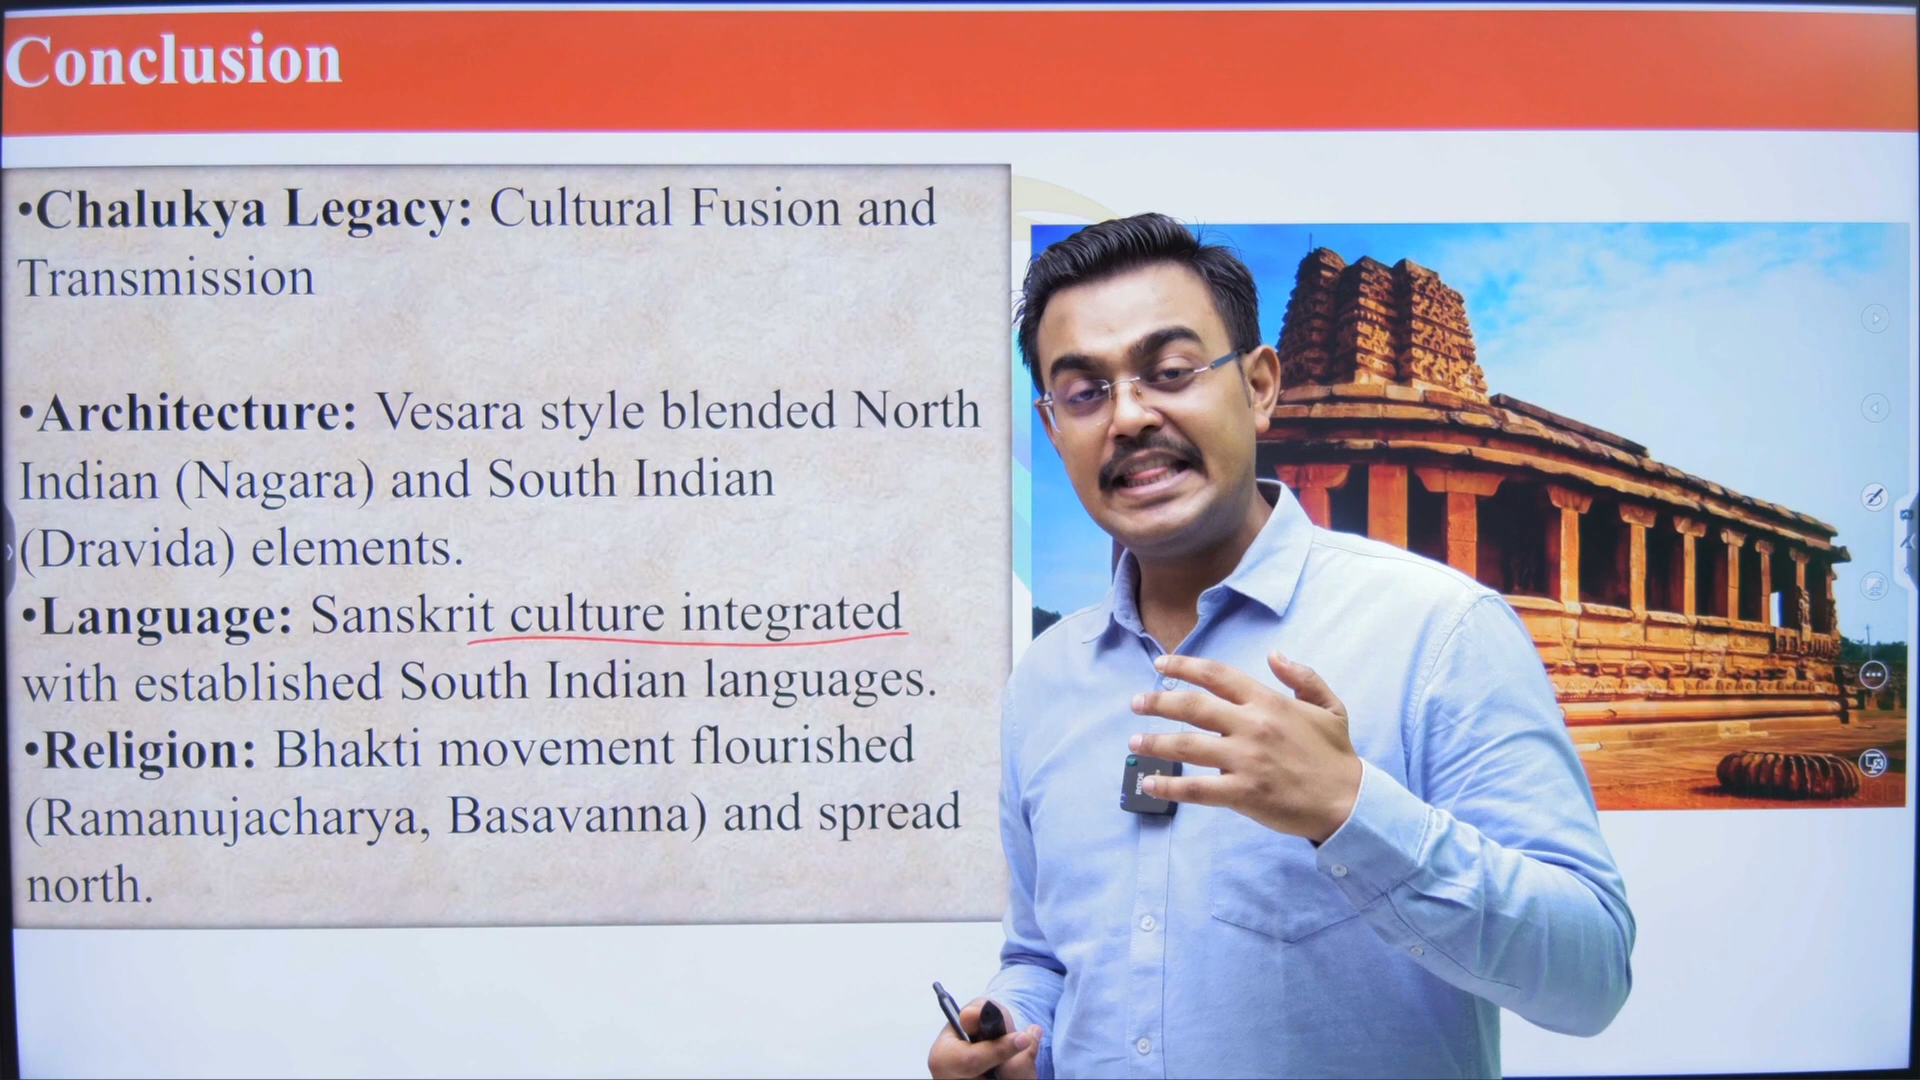 Conclusion
•Chalukya Legacy: Cultural Fusion and
Transmission
•Architecture: Vesara style blended North
Indian (Nagara) and South Indian
(Dravida) elements.
•Language: Sanskrit culture integrated
with established South Indian languages.
•Religion: Bhakti movement flourished
(Ramanujacharya, Basavanna) and spread
north.
RODE